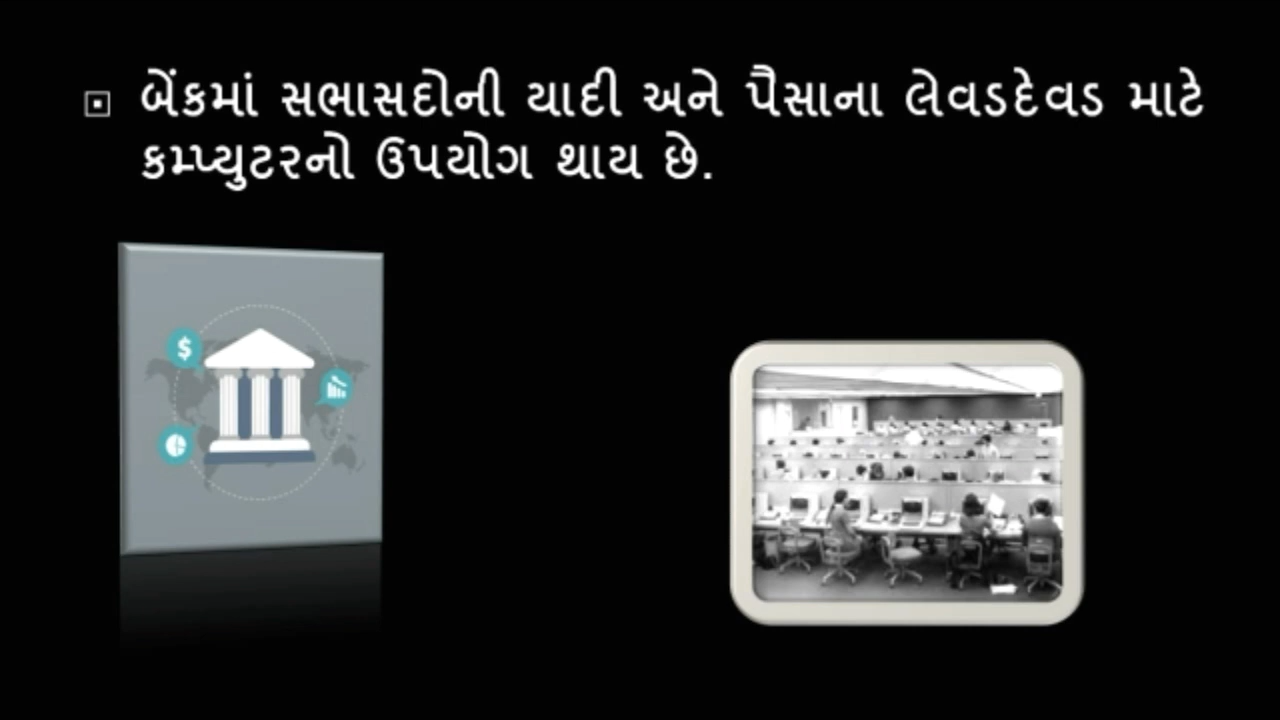 બેંકમાં સભાસદોની યાદી અને પૈસાના લેવડદેવડ માટે
કમ્પ્યુટરનો ઉપયોગ થાય છે.
$